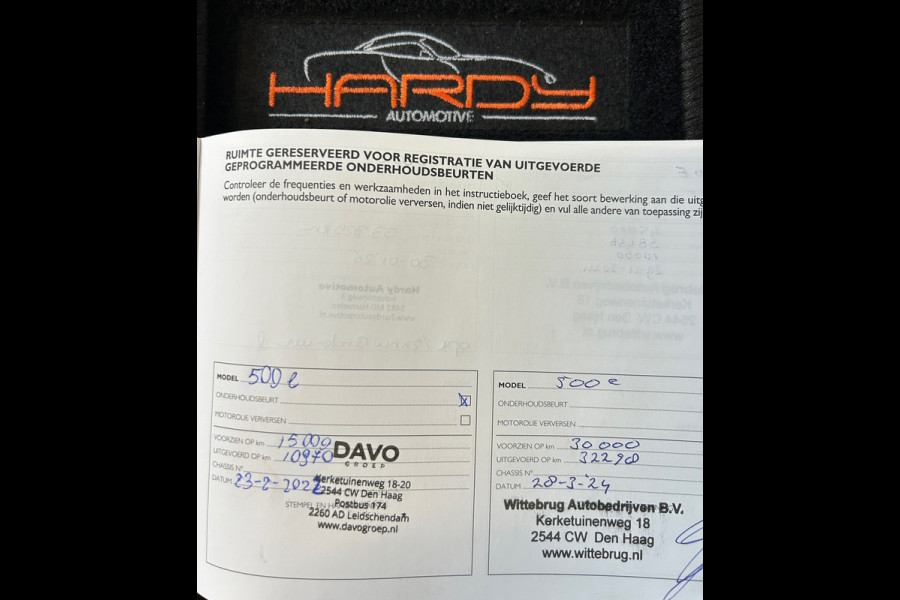 HARDY
AUTOMOTIVE
RUIMTE GERESERVEERD VOOR REGISTRATIE VAN UITGEVOERDE
GEPROGRAMMEERDE ONDERHOUDSBEURTEN
Controleer de frequenties en werkzaamheden in het instructieboek, geef het soort bewerking aan die
worden (onderhoudsbeurt of motorolie verversen, indien niet gelijktijdig) en vul alle andere van toepassing
MODEL 500 e
ONDERHOUDSBEURT X
MOTOROLIE VERVERSEN
VOORZIEN OP km 15000
UITGEVOERD OP km 10970
CHASSIS N°
DATUM 23-2-2022
DAVO
GROEP
Kerketuinenweg 18-20
2544 CW Den Haag
Postbus 174
2260 AD Leidschendam
www.davogroep.nl
STEMPEL EN
MODEL 500 e
ONDERHOUDSBEURT
MOTOROLIE VERVERSEN
VOORZIEN OP km 30.000
UITGEVOERD OP km 32290
CHASSIS N°
DATUM 28-3-24
Wittebrug Autobedrijven B.V.
Kerketuinenweg 18
2544 CW Den Haag
www.wittebrug.nl